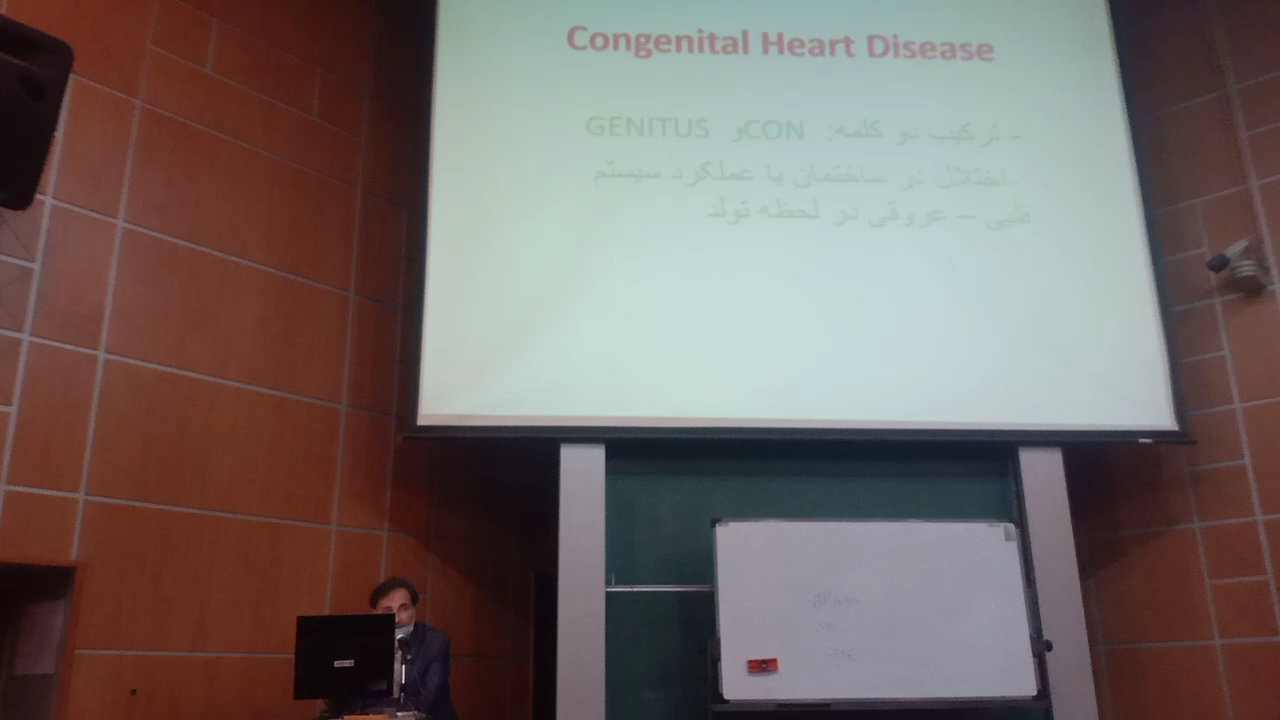 Congenital Heart Disease
- ترکیب دو کلمه: CON و GENITUS
-اختلال در ساختمان یا عملکرد سیستم
قلبی – عروقی در لحظه تولد